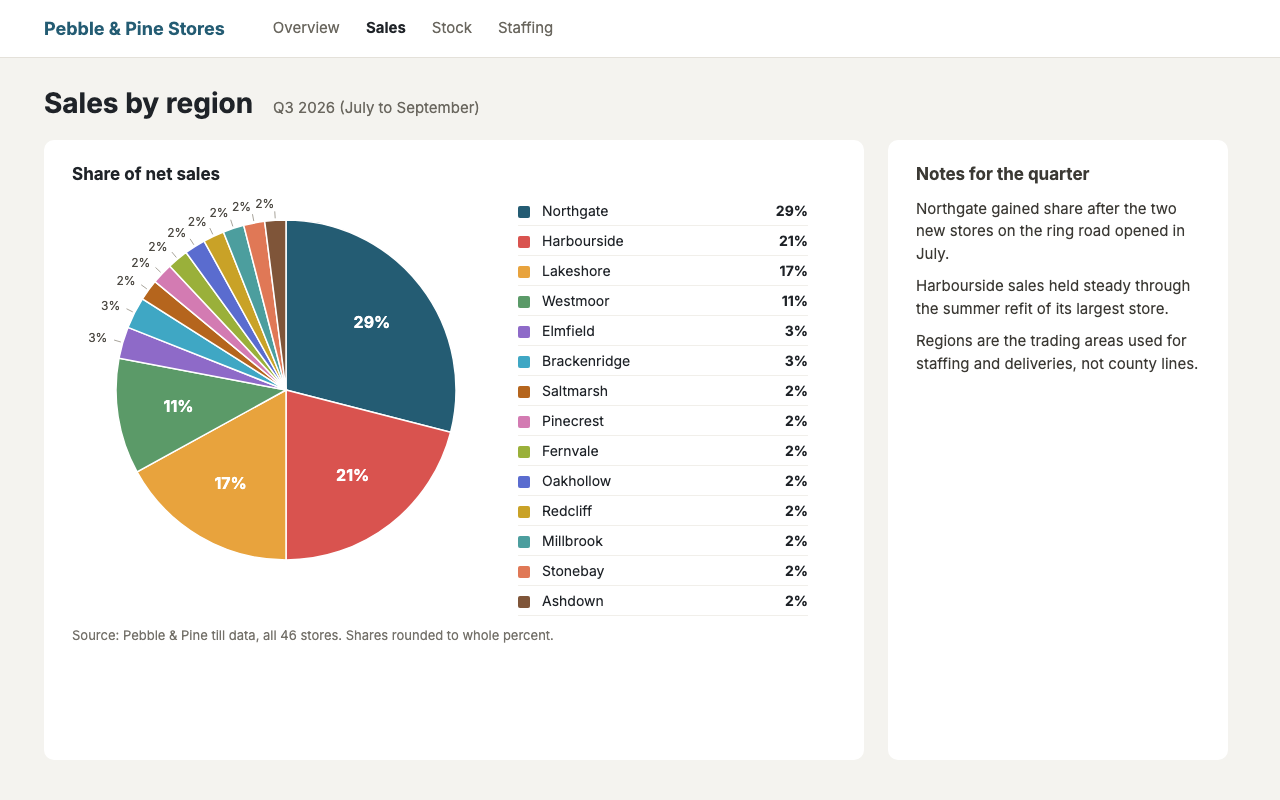 Pebble & Pine Stores
Overview
Sales
Stock
Staffing
Sales by region
Q3 2026 (July to September)
Share of net sales
2%
2%
2%
2%
2%
2%
2%
2%
3%
3%
29%
11%
21%
17%
Northgate 29%
Harbourside 21%
Lakeshore 17%
Westmoor 11%
Elmfield 3%
Brackenridge 3%
Saltmarsh 2%
Pinecrest 2%
Fernvale 2%
Oakhollow 2%
Redcliff 2%
Millbrook 2%
Stonebay 2%
Ashdown 2%
Source: Pebble & Pine till data, all 46 stores. Shares rounded to whole percent.
Notes for the quarter
Northgate gained share after the two
new stores on the ring road opened in
July.
Harbourside sales held steady through
the summer refit of its largest store.
Regions are the trading areas used for
staffing and deliveries, not county lines.